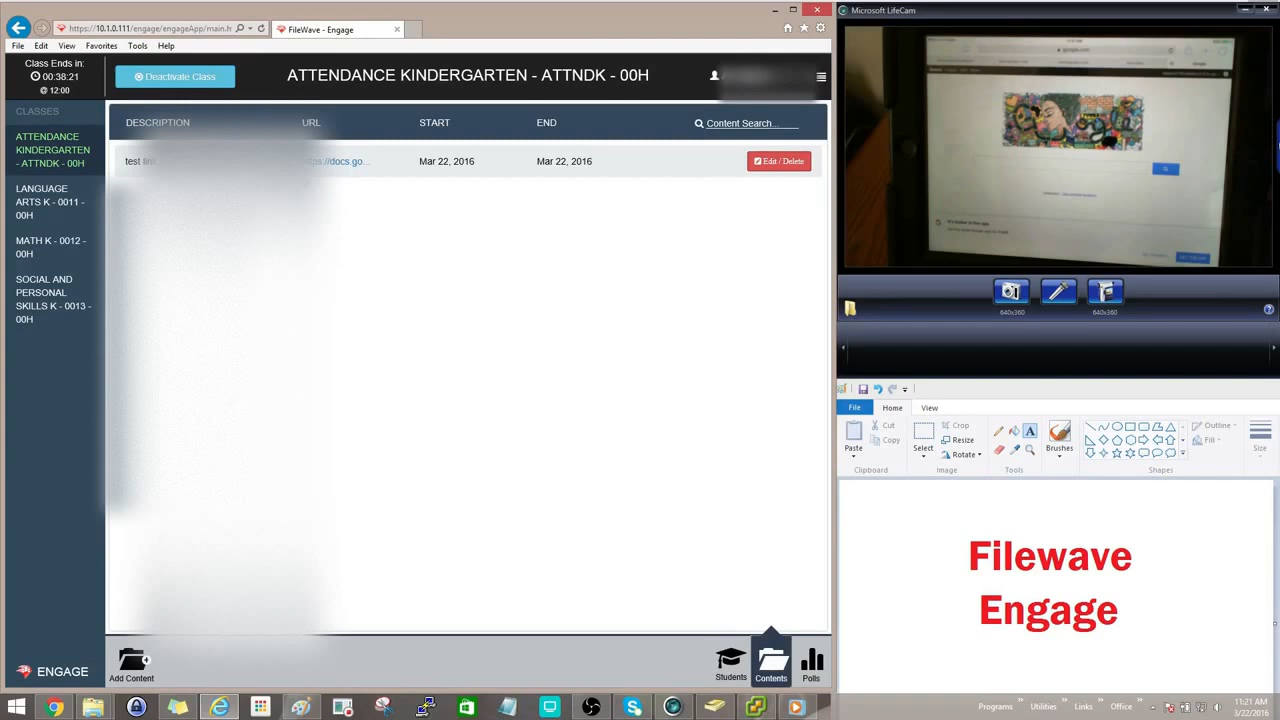 https://10.1.0.111/engage/engageApp/main.h
FileWave - Engage
File Edit View Favorites Tools Help
Class Ends in:
00:38:21
@ 12:00
Deactivate Class
ATTENDANCE KINDERGARTEN - ATTNDK - 00H
CLASSES
ATTENDANCE
KINDERGARTEN
- ATTNDK - 00H
LANGUAGE
ARTS K - 0011 -
00H
MATH K - 0012 -
00H
SOCIAL AND
PERSONAL
SKILLS K - 0013 -
00H
ENGAGE
DESCRIPTION URL START END Content Search...
test link ttps://docs.go... Mar 22, 2016 Mar 22, 2016 Edit / Delete
Add Content
Students
Contents
Polls
Microsoft LifeCam
640x360 640x360
File Home View
Paste
Cut
Copy
Clipboard
Select
Crop
Resize
Rotate
Image
Tools
Brushes
Shapes
Outline
Fill
Size
Filewave
Engage
Programs Utilities Links Office
11:21 AM
3/22/2016